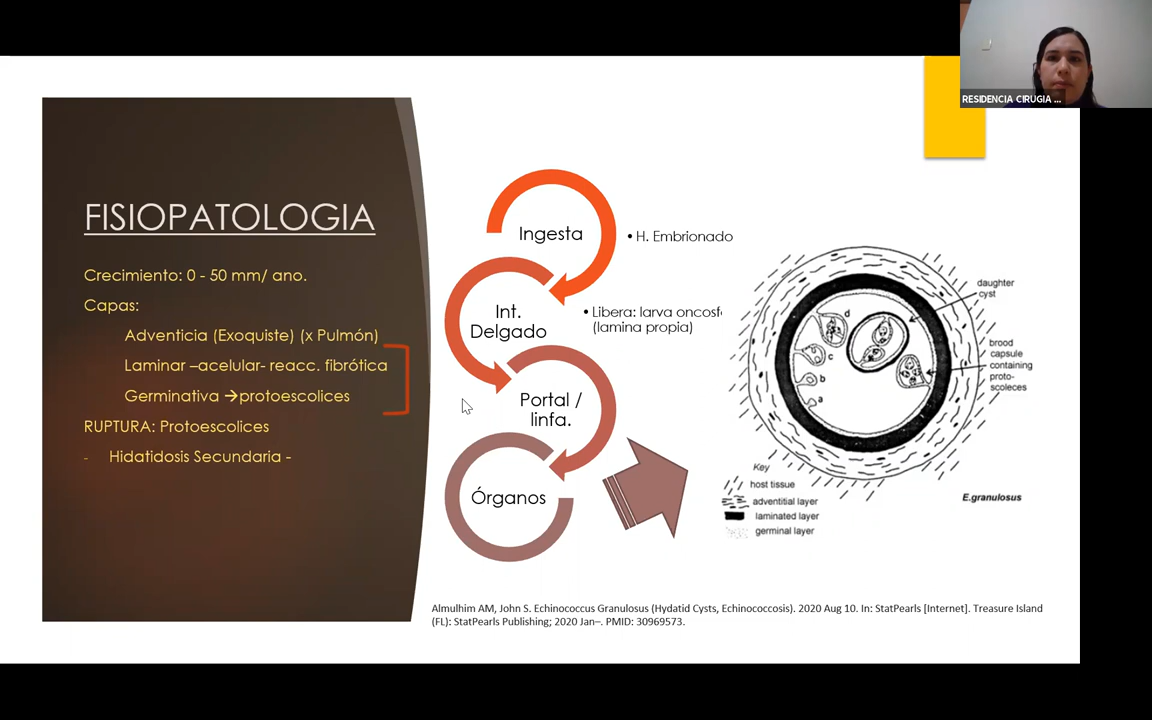 RESIDENCIA CIRUGIA ...
FISIOPATOLOGIA
Crecimiento: 0 - 50 mm/ ano.
Capas:
Adventicia (Exoquiste) (x Pulmón)
Laminar –acelular- reacc. fibrótica
Germinativa →protoescolices
RUPTURA: Protoescolices
- Hidatidosis Secundaria -
Ingesta
• H. Embrionado
Int.
Delgado
• Libera: larva oncosf
(lamina propia)
Portal /
linfa.
Órganos
daughter
cyst
brood
capsule
containing
proto-
scoleces
d
c
b
a
Key
host tissue
adventitial layer
laminated layer
germinal layer
E.granulosus
Almulhim AM, John S. Echinococcus Granulosus (Hydatid Cysts, Echinococcosis). 2020 Aug 10. In: StatPearls [Internet]. Treasure Island
(FL): StatPearls Publishing; 2020 Jan–. PMID: 30969573.